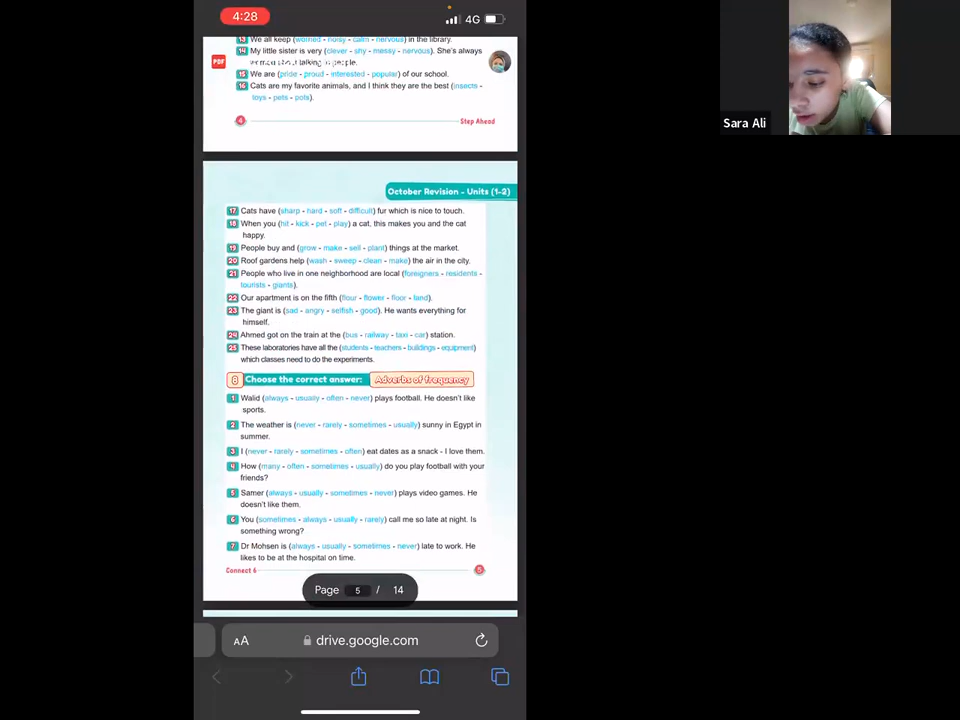 4:28
4G
13 We all keep (worried - noisy - calm - nervous) in the library.
14 My little sister is very (clever - shy - messy - nervous). She's always
worried about talking to people.
PDF
15 We are (pride - proud - interested - popular) of our school.
16 Cats are my favorite animals, and I think they are the best (insects -
toys - pets - pots).
4
Step Ahead
October Revision - Units (1-2)
17 Cats have (sharp - hard - soft - difficult) fur which is nice to touch.
18 When you (hit - kick - pet - play) a cat, this makes you and the cat
happy.
19 People buy and (grow - make - sell - plant) things at the market.
20 Roof gardens help (wash - sweep - clean - make) the air in the city.
21 People who live in one neighborhood are local (foreigners - residents -
tourists - giants).
22 Our apartment is on the fifth (flour - flower - floor - land).
23 The giant is (sad - angry - selfish - good). He wants everything for
himself.
24 Ahmed got on the train at the (bus - railway - taxi - car) station.
25 These laboratories have all the (students - teachers - buildings - equipment)
which classes need to do the experiments.
8 Choose the correct answer: Adverbs of frequency
1 Walid (always - usually - often - never) plays football. He doesn't like
sports.
2 The weather is (never - rarely - sometimes - usually) sunny in Egypt in
summer.
3 I (never - rarely - sometimes - often) eat dates as a snack - I love them.
4 How (many - often - sometimes - usually) do you play football with your
friends?
5 Samer (always - usually - sometimes - never) plays video games. He
doesn't like them.
6 You (sometimes - always - usually - rarely) call me so late at night. Is
something wrong?
7 Dr Mohsen is (always - usually - sometimes - never) late to work. He
likes to be at the hospital on time.
Connect 6
5
Page 5 / 14
AA drive.google.com
Sara Ali